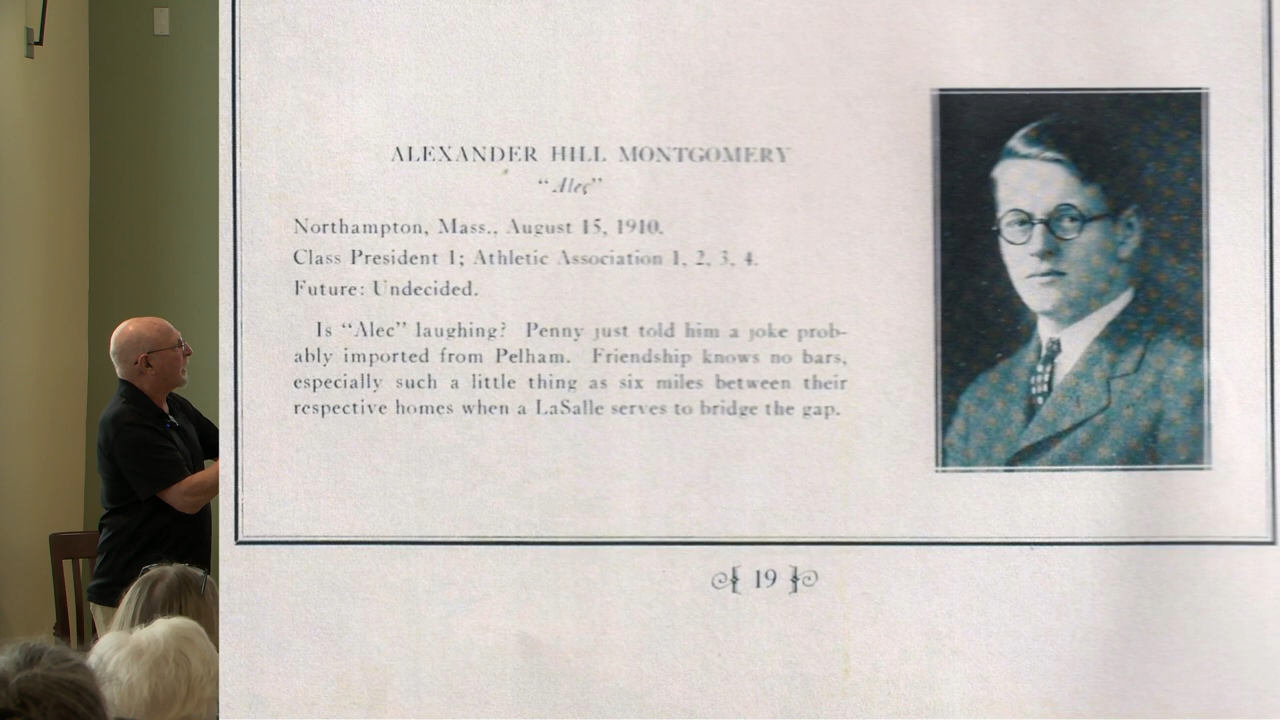 ALEXANDER HILL MONTGOMERY
"Alec"
Northampton, Mass., August 15, 1910.
Class President 1; Athletic Association 1, 2, 3, 4.
Future: Undecided.
Is "Alec" laughing? Penny just told him a joke prob-
ably imported from Pelham. Friendship knows no bars,
especially such a little thing as six miles between their
respective homes when a LaSalle serves to bridge the gap.
19